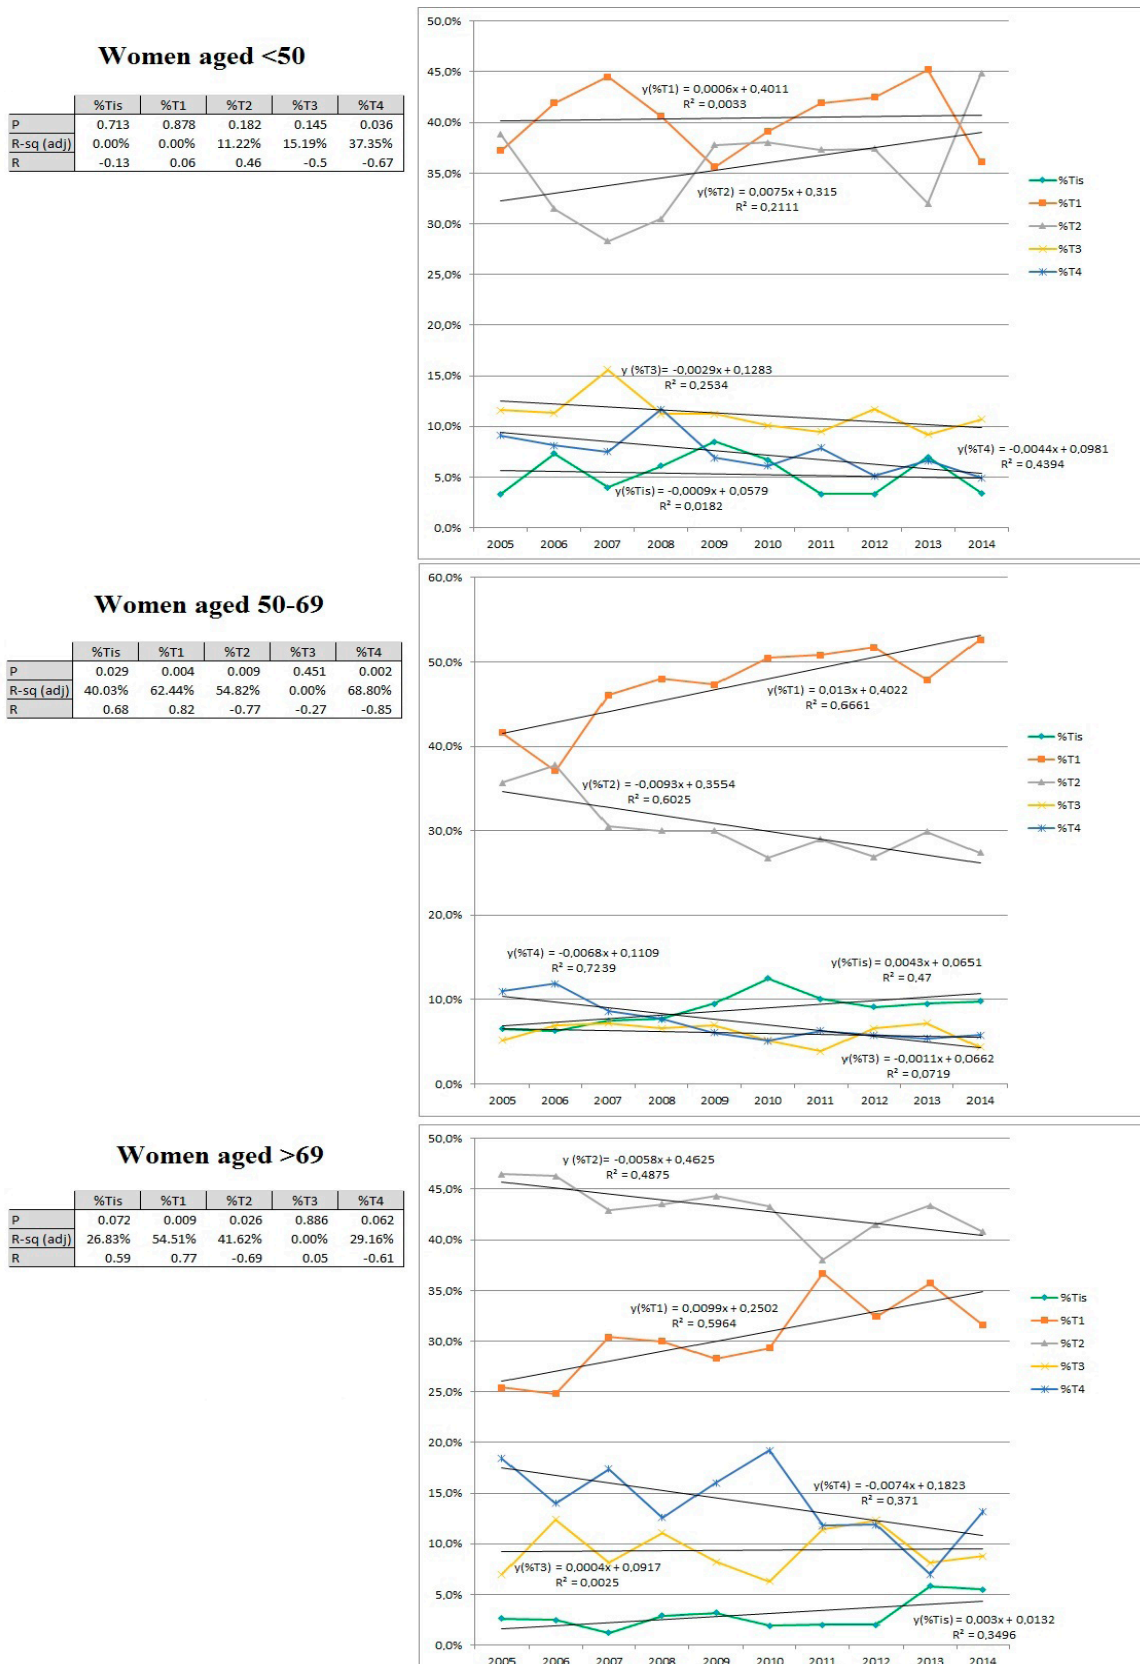 Women aged <50
%Tis %T1 %T2 %T3 %T4
P 0.713 0.878 0.182 0.145 0.036
R-sq (adj) 0.00% 0.00% 11.22% 15.19% 37.35%
R -0.13 0.06 0.46 -0.5 -0.67
50,0%
45,0%
40,0%
35,0%
30,0%
25,0%
20,0%
15,0%
10,0%
5,0%
0,0%
y(%T1) = 0,0006x + 0,4011
R² = 0,0033
y(%T2) = 0,0075x + 0,315
R² = 0,2111
y (%T3)= -0,0029x + 0,1283
R² = 0,2534
y(%T4) = -0,0044x + 0,0981
R² = 0,4394
y(%Tis) = -0,0009x + 0,0579
R² = 0,0182
2005 2006 2007 2008 2009 2010 2011 2012 2013 2014
%Tis
%T1
%T2
%T3
%T4
Women aged 50-69
%Tis %T1 %T2 %T3 %T4
P 0.029 0.004 0.009 0.451 0.002
R-sq (adj) 40.03% 62.44% 54.82% 0.00% 68.80%
R 0.68 0.82 -0.77 -0.27 -0.85
60,0%
50,0%
40,0%
30,0%
20,0%
10,0%
0,0%
y(%T1) = 0,013x + 0,4022
R² = 0,6661
y(%T2) = -0,0093x + 0,3554
R² = 0,6025
y(%T4) = -0,0068x + 0,1109
R² = 0,7239
y(%Tis) = 0,0043x + 0,0651
R² = 0,47
y(%T3) = -0,0011x + 0,0662
R² = 0,0719
2005 2006 2007 2008 2009 2010 2011 2012 2013 2014
%Tis
%T1
%T2
%T3
%T4
Women aged >69
%Tis %T1 %T2 %T3 %T4
P 0.072 0.009 0.026 0.886 0.062
R-sq (adj) 26.83% 54.51% 41.62% 0.00% 29.16%
R 0.59 0.77 -0.69 0.05 -0.61
50,0%
45,0%
40,0%
35,0%
30,0%
25,0%
20,0%
15,0%
10,0%
5,0%
0,0%
y (%T2)= -0,0058x + 0,4625
R² = 0,4875
y(%T1) = 0,0099x + 0,2502
R² = 0,5964
y(%T4) = -0,0074x + 0,1823
R² = 0,371
y(%T3) = 0,0004x + 0,0917
R² = 0,0025
y(%Tis) = 0,003x + 0,0132
R² = 0,3496
2005 2006 2007 2008 2009 2010 2011 2012 2013 2014
%Tis
%T1
%T2
%T3
%T4